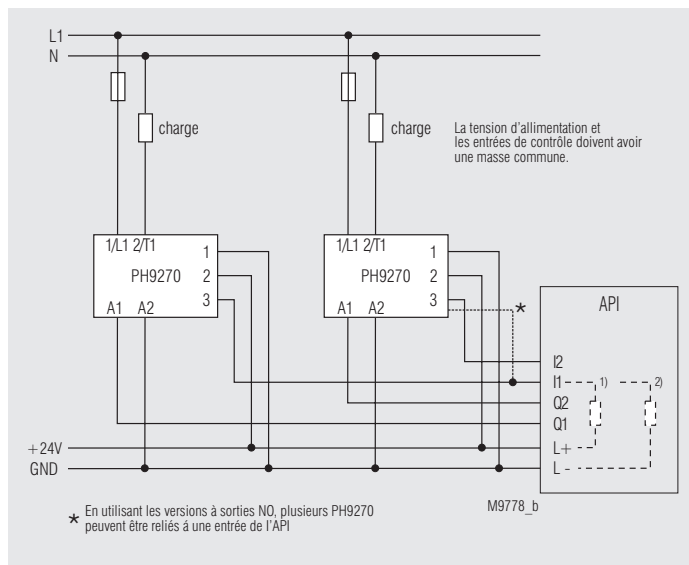 L1
N
charge
charge
La tension d'allimentation et
les entrées de contrôle doivent avoir
une masse commune.
1/L1 2/T1
1
PH9270
2
3
A1 A2
1/L1 2/T1
1
PH9270
2
3
A1 A2
*
API
I2
I1
1)
2)
Q2
Q1
L+
L -
+24V
GND
M9778_b
* En utilisant les versions à sorties NO, plusieurs PH9270
peuvent être reliés á une entrée de l'API